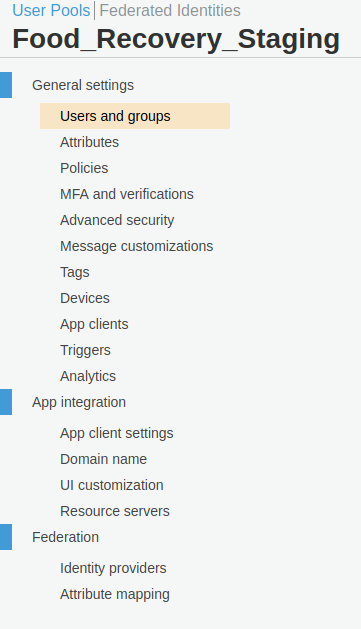 User Pools | Federated Identities
Food_Recovery_Staging
General settings
Users and groups
Attributes
Policies
MFA and verifications
Advanced security
Message customizations
Tags
Devices
App clients
Triggers
Analytics
App integration
App client settings
Domain name
UI customization
Resource servers
Federation
Identity providers
Attribute mapping